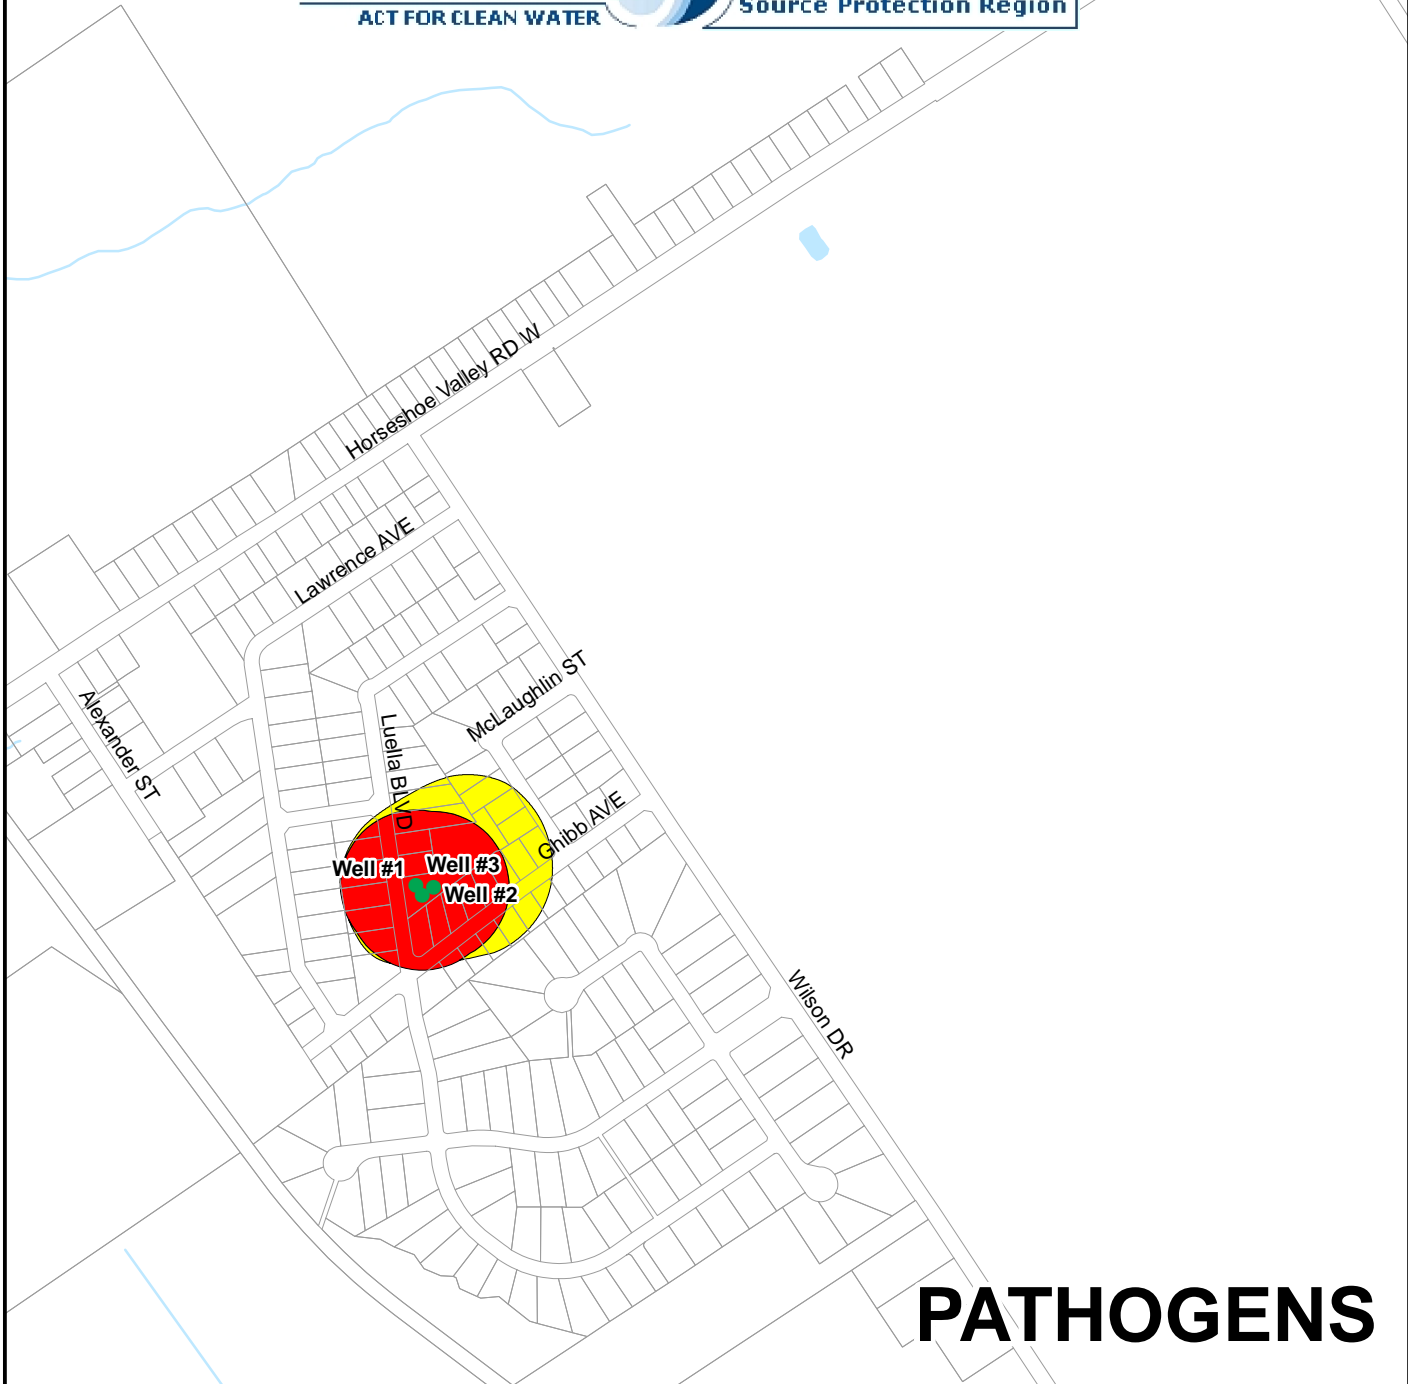 Source Protection Region
ACT FOR CLEAN WATER
Horseshoe Valley RD W
Lawrence AVE
McLaughlin ST
Alexander ST
Luella BLVD
Ghibb AVE
Well #1
Well #3
Well #2
Wilson DR
PATHOGENS